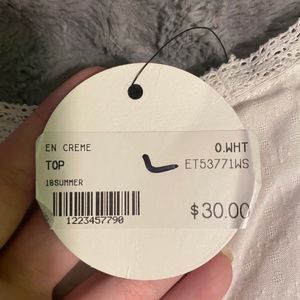 EN CREME O.WHT
TOP ET53771WS
18SUMMER
1223457790 $30.00